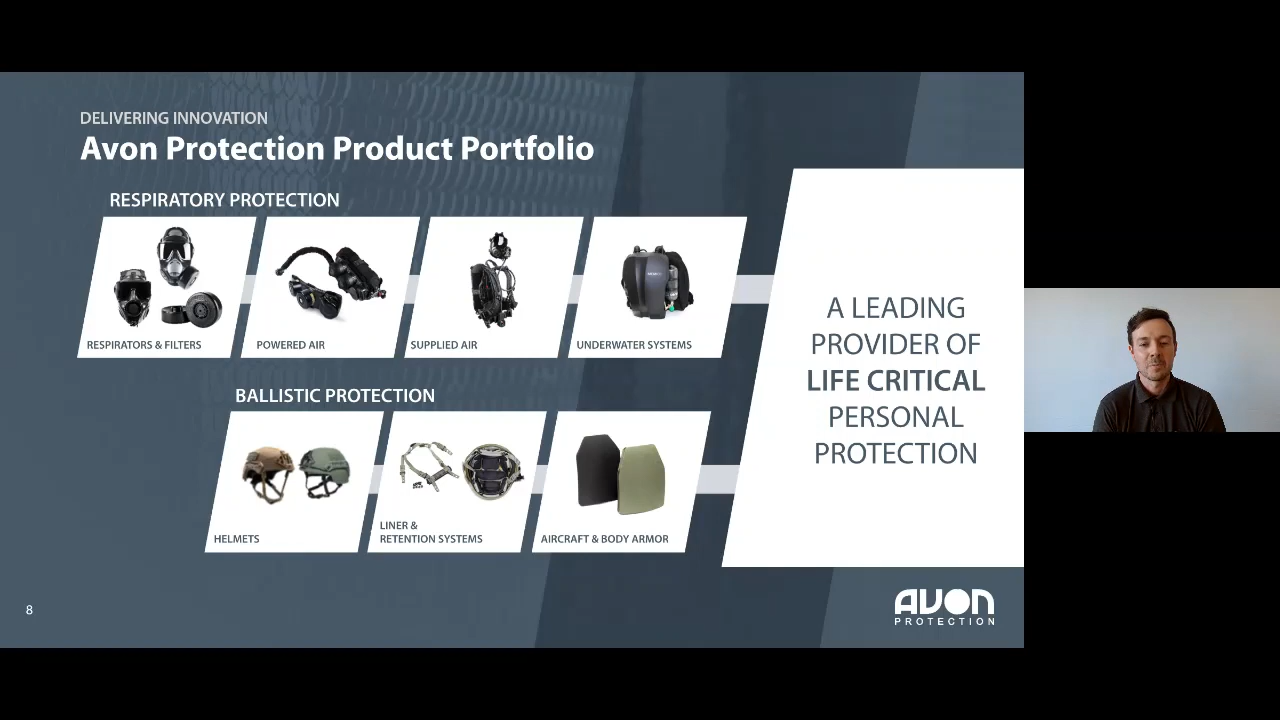 DELIVERING INNOVATION
Avon Protection Product Portfolio
RESPIRATORY PROTECTION
RESPIRATORS & FILTERS
POWERED AIR
SUPPLIED AIR
UNDERWATER SYSTEMS
BALLISTIC PROTECTION
HELMETS
LINER &
RETENTION SYSTEMS
AIRCRAFT & BODY ARMOR
A LEADING
PROVIDER OF
LIFE CRITICAL
PERSONAL
PROTECTION
8
AVON
PROTECTION